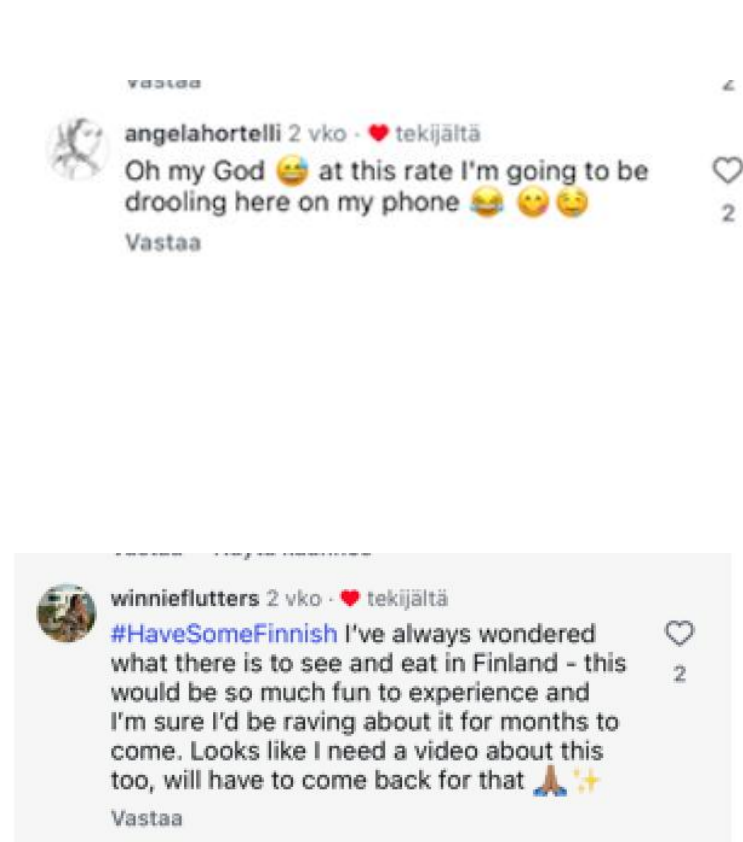 Vastaa
2
angelahortelli 2 vko · ❤️ tekijältä
Oh my God 😅 at this rate I'm going to be
drooling here on my phone 😂 😋 🤤
2
Vastaa
winnieflutters 2 vko · ❤️ tekijältä
#HaveSomeFinnish I've always wondered
what there is to see and eat in Finland - this
would be so much fun to experience and
I'm sure I'd be raving about it for months to
come. Looks like I need a video about this
too, will have to come back for that 🙏🏽 ✨
2
Vastaa